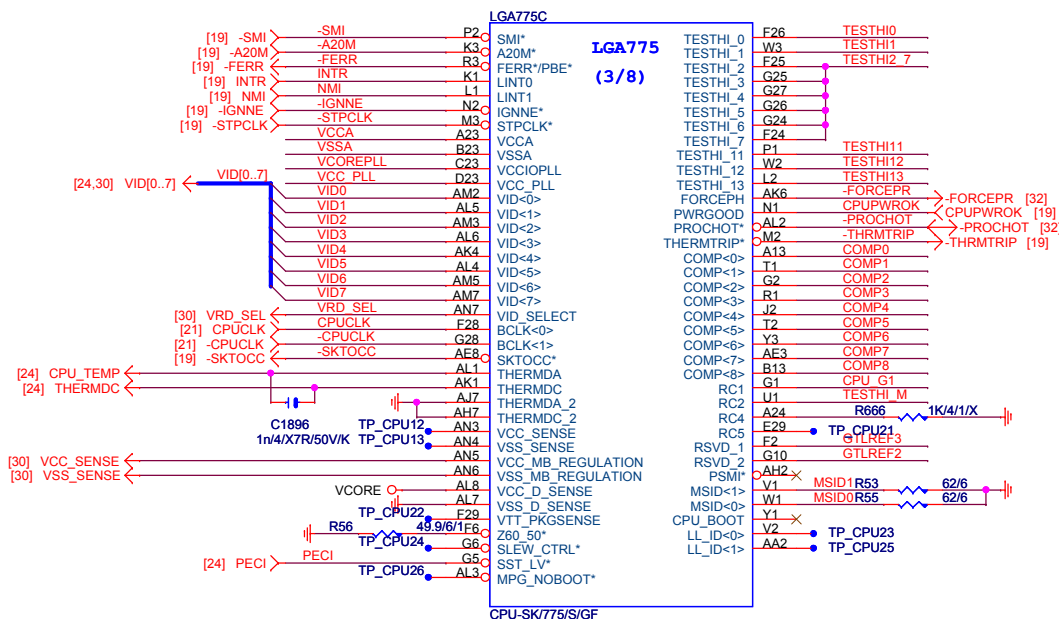 LGA775C
LGA775
(3/8)
[19] -SMI -SMI P2 SMI*
[19] -A20M -A20M K3 A20M*
[19] -FERR -FERR R3 FERR*/PBE*
[19] INTR INTR K1 LINT0
[19] NMI NMI L1 LINT1
[19] -IGNNE -IGNNE N2 IGNNE*
[19] -STPCLK -STPCLK M3 STPCLK*
VCCA A23 VCCA
VSSA B23 VSSA
VCOREPLL C23 VCCIOPLL
VCC_PLL D23 VCC_PLL
[24,30] VID[0..7] VID[0..7]
VID0 AM2 VID<0>
VID1 AL5 VID<1>
VID2 AM3 VID<2>
VID3 AL6 VID<3>
VID4 AK4 VID<4>
VID5 AL4 VID<5>
VID6 AM5 VID<6>
VID7 AM7 VID<7>
[30] VRD_SEL VRD_SEL AN7 VID_SELECT
[21] CPUCLK CPUCLK F28 BCLK<0>
[21] -CPUCLK -CPUCLK G28 BCLK<1>
[19] -SKTOCC -SKTOCC AE8 SKTOCC*
[24] CPU_TEMP AL1 THERMDA
[24] THERMDC AK1 THERMDC
AJ7 THERMDA_2
AH7 THERMDC_2
C1896
1n/4/X7R/50V/K
TP_CPU12 AN3 VCC_SENSE
TP_CPU13 AN4 VSS_SENSE
[30] VCC_SENSE AN5 VCC_MB_REGULATION
[30] VSS_SENSE AN6 VSS_MB_REGULATION
VCORE AL8 VCC_D_SENSE
AL7 VSS_D_SENSE
TP_CPU22 F29 VTT_PKGSENSE
R56 49.9/6/1 F6 Z60_50*
TP_CPU24 G6 SLEW_CTRL*
[24] PECI PECI G5 SST_LV*
TP_CPU26 AL3 MPG_NOBOOT*
TESTHI_0 F26 TESTHI0
TESTHI_1 W3 TESTHI1
TESTHI_2 F25 TESTHI2_7
TESTHI_3 G25
TESTHI_4 G27
TESTHI_5 G26
TESTHI_6 G24
TESTHI_7 F24
TESTHI_11 P1 TESTHI11
TESTHI_12 W2 TESTHI12
TESTHI_13 L2 TESTHI13
FORCEPH AK6 -FORCEPR -FORCEPR [32]
PWRGOOD N1 CPUPWROK CPUPWROK [19]
PROCHOT* AL2 -PROCHOT -PROCHOT [32]
THERMTRIP* M2 -THRMTRIP -THRMTRIP [19]
COMP<0> A13 COMP0
COMP<1> T1 COMP1
COMP<2> G2 COMP2
COMP<3> R1 COMP3
COMP<4> J2 COMP4
COMP<5> T2 COMP5
COMP<6> Y3 COMP6
COMP<7> AE3 COMP7
COMP<8> B13 COMP8
RC1 G1 CPU_G1
RC2 U1 TESTHI_M
RC4 A24 R666 1K/4/1/X
RC5 E29 TP_CPU21
RSVD_1 F2 GTLREF3
RSVD_2 G10 GTLREF2
PSMI* AH2
MSID<1> V1 MSID1 R53 62/6
MSID<0> W1 MSID0 R55 62/6
CPU_BOOT Y1
LL_ID<0> V2 TP_CPU23
LL_ID<1> AA2 TP_CPU25
CPU-SK/775/S/GF